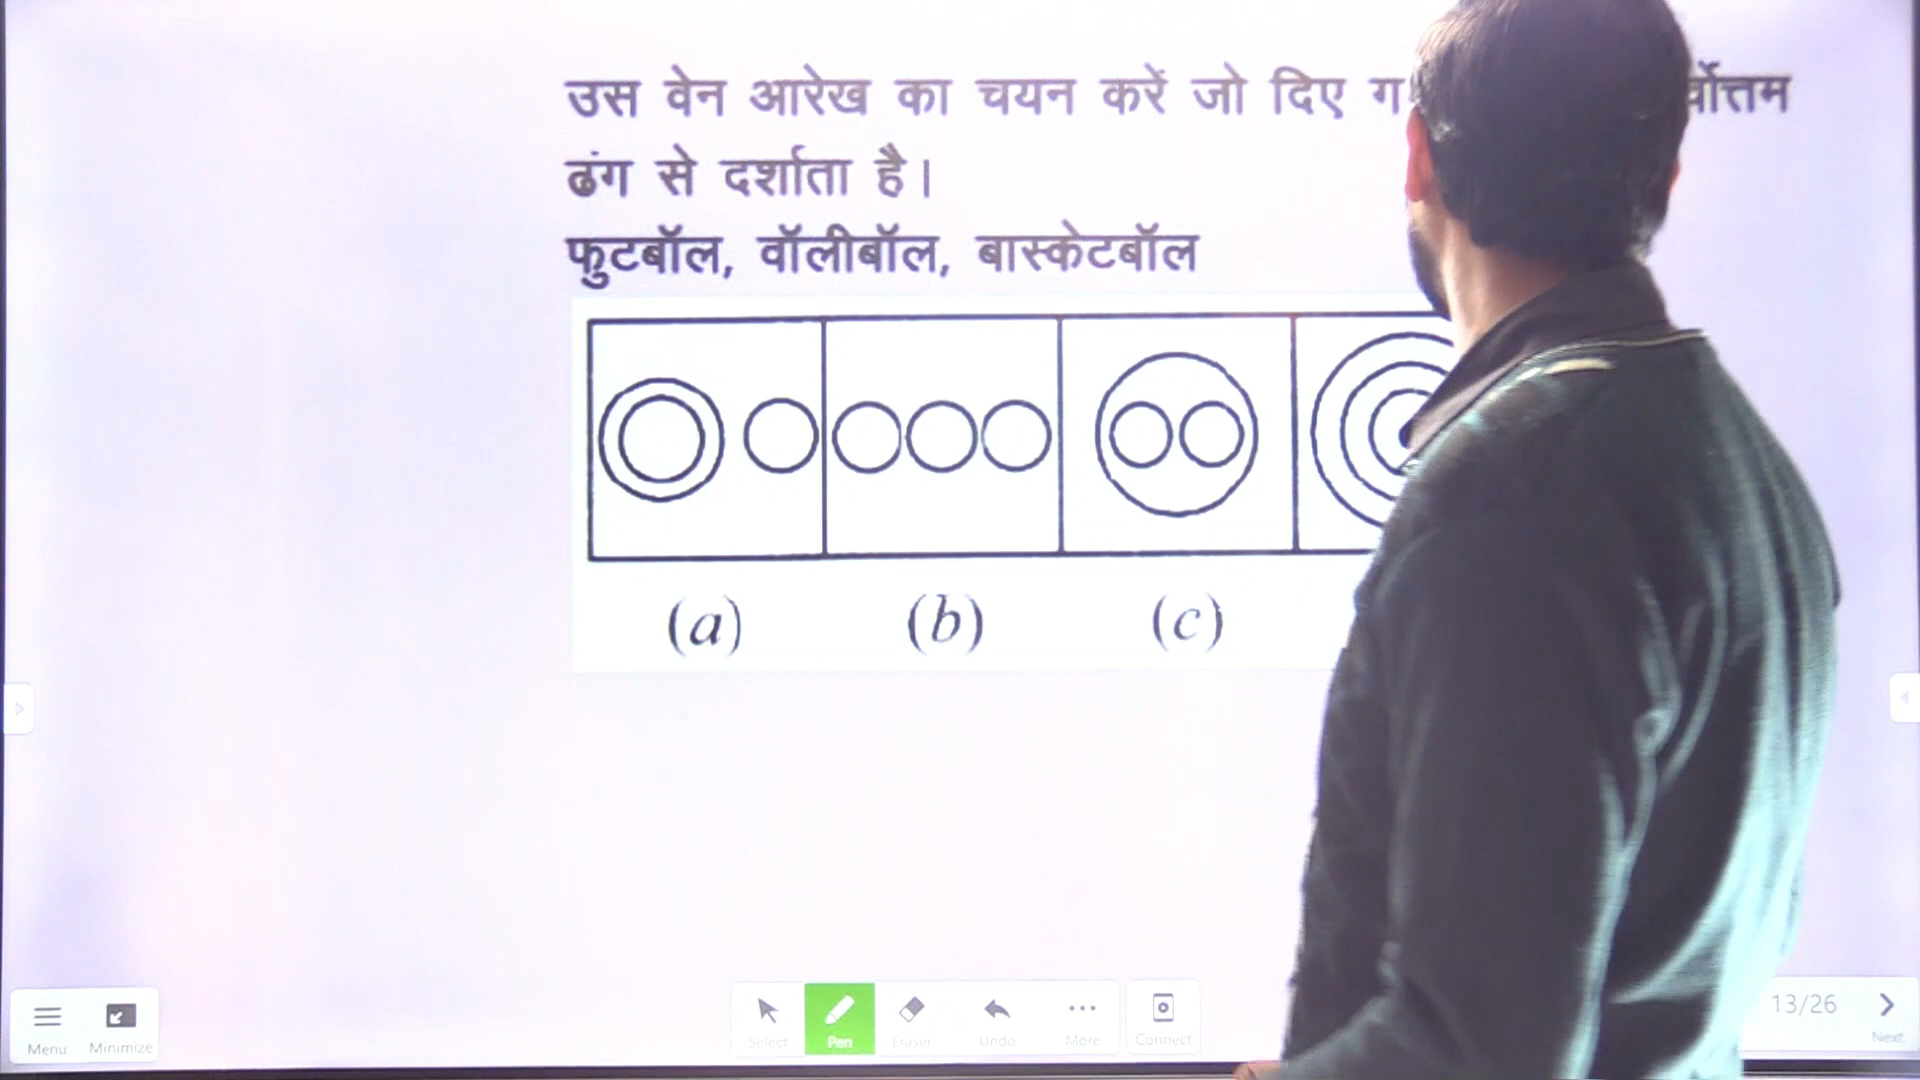 उस वेन आरेख का चयन करें जो दिए
ढंग से दर्शाता है।
फुटबॉल, वॉलीबॉल, बास्केटबॉल
(a) (b) (c)
Menu Minimize Select Pen Eraser Undo More Connect 13/26 Next